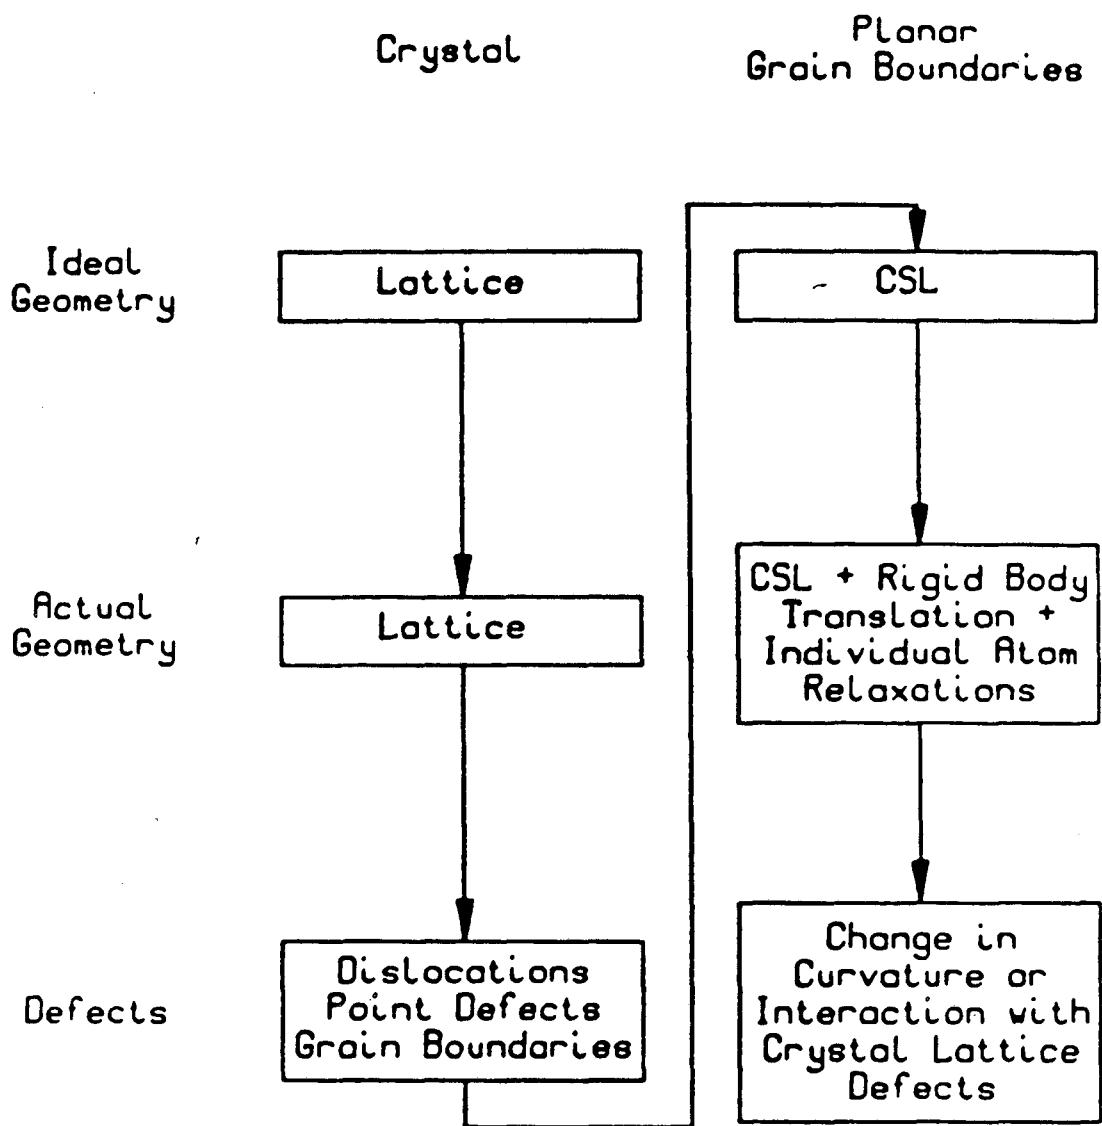 Crystal
Planar
Grain Boundaries
Ideal
Geometry
Lattice
CSL
Actual
Geometry
Lattice
CSL + Rigid Body
Translation +
Individual Atom
Relaxations
Defects
Dislocations
Point Defects
Grain Boundaries
Change in
Curvature or
Interaction with
Crystal Lattice
Defects